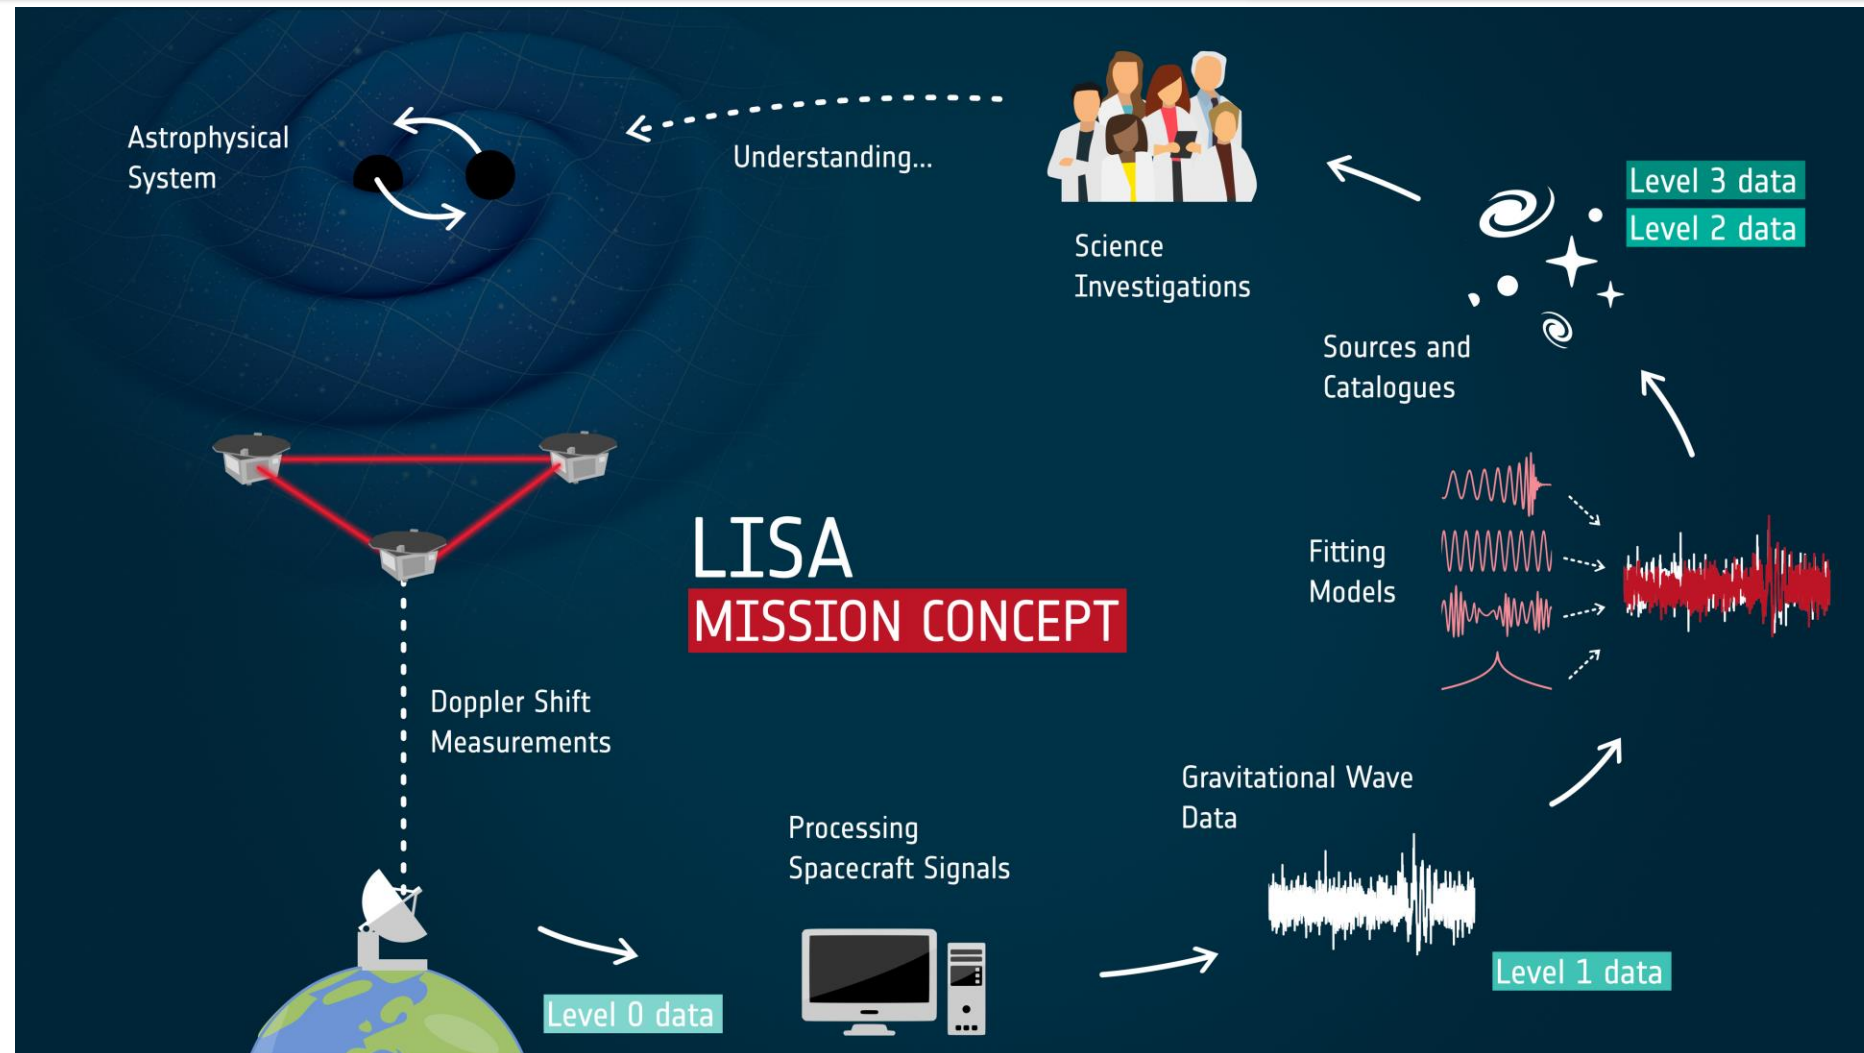 Astrophysical
System
Understanding...
Science
Investigations
Level 3 data
Level 2 data
Sources and
Catalogues
Fitting
Models
LISA
MISSION CONCEPT
Doppler Shift
Measurements
Gravitational Wave
Data
Processing
Spacecraft Signals
Level 0 data
Level 1 data